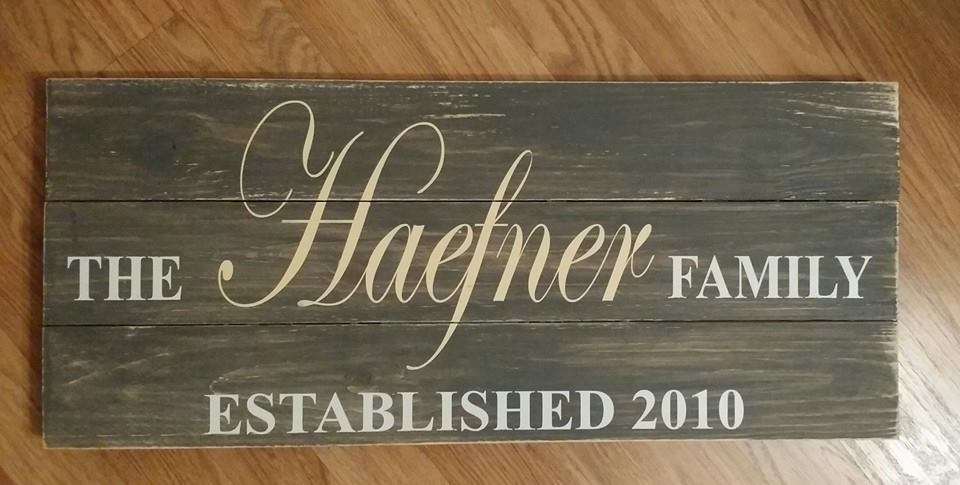 THE Haefner FAMILY
ESTABLISHED 2010